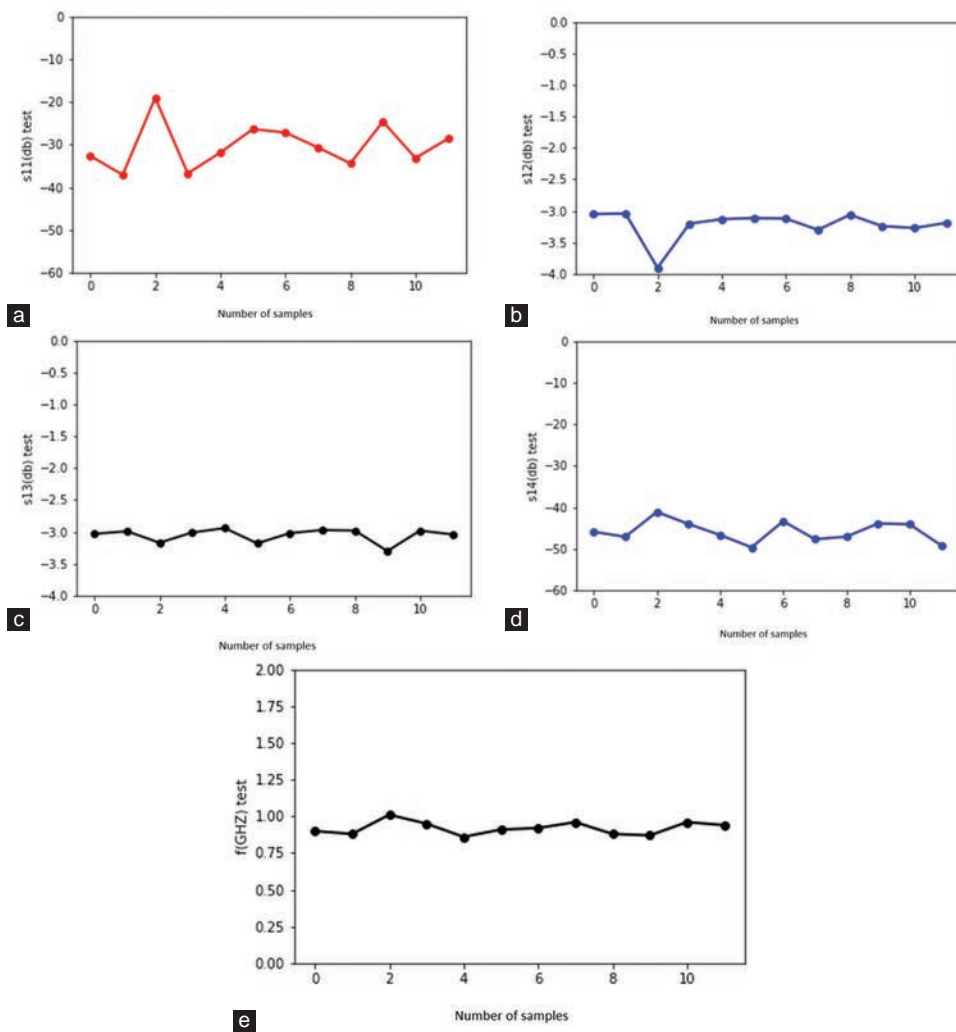 0
−10
−20
−30
−40
−50
−60
s11(db) test
0 2 4 6 8 10
Number of samples
a
0.0
−0.5
−1.0
−1.5
−2.0
−2.5
−3.0
−3.5
−4.0
s12(db) test
0 2 4 6 8 10
Number of samples
b
0.0
−0.5
−1.0
−1.5
−2.0
−2.5
−3.0
−3.5
−4.0
s13(db) test
0 2 4 6 8 10
Number of samples
c
0
−10
−20
−30
−40
−50
−60
s14(db) test
0 2 4 6 8 10
Number of samples
d
2.00
1.75
1.50
1.25
1.00
0.75
0.50
0.25
0.00
f(GHZ) test
0 2 4 6 8 10
Number of samples
e